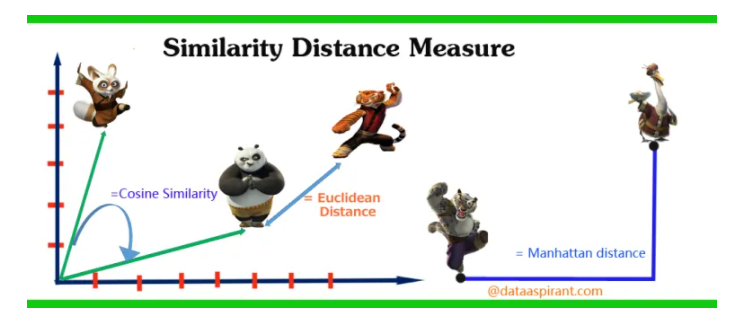 Similarity Distance Measure
=Cosine Similarity
= Euclidean
Distance
= Manhattan distance
@dataaspirant.com